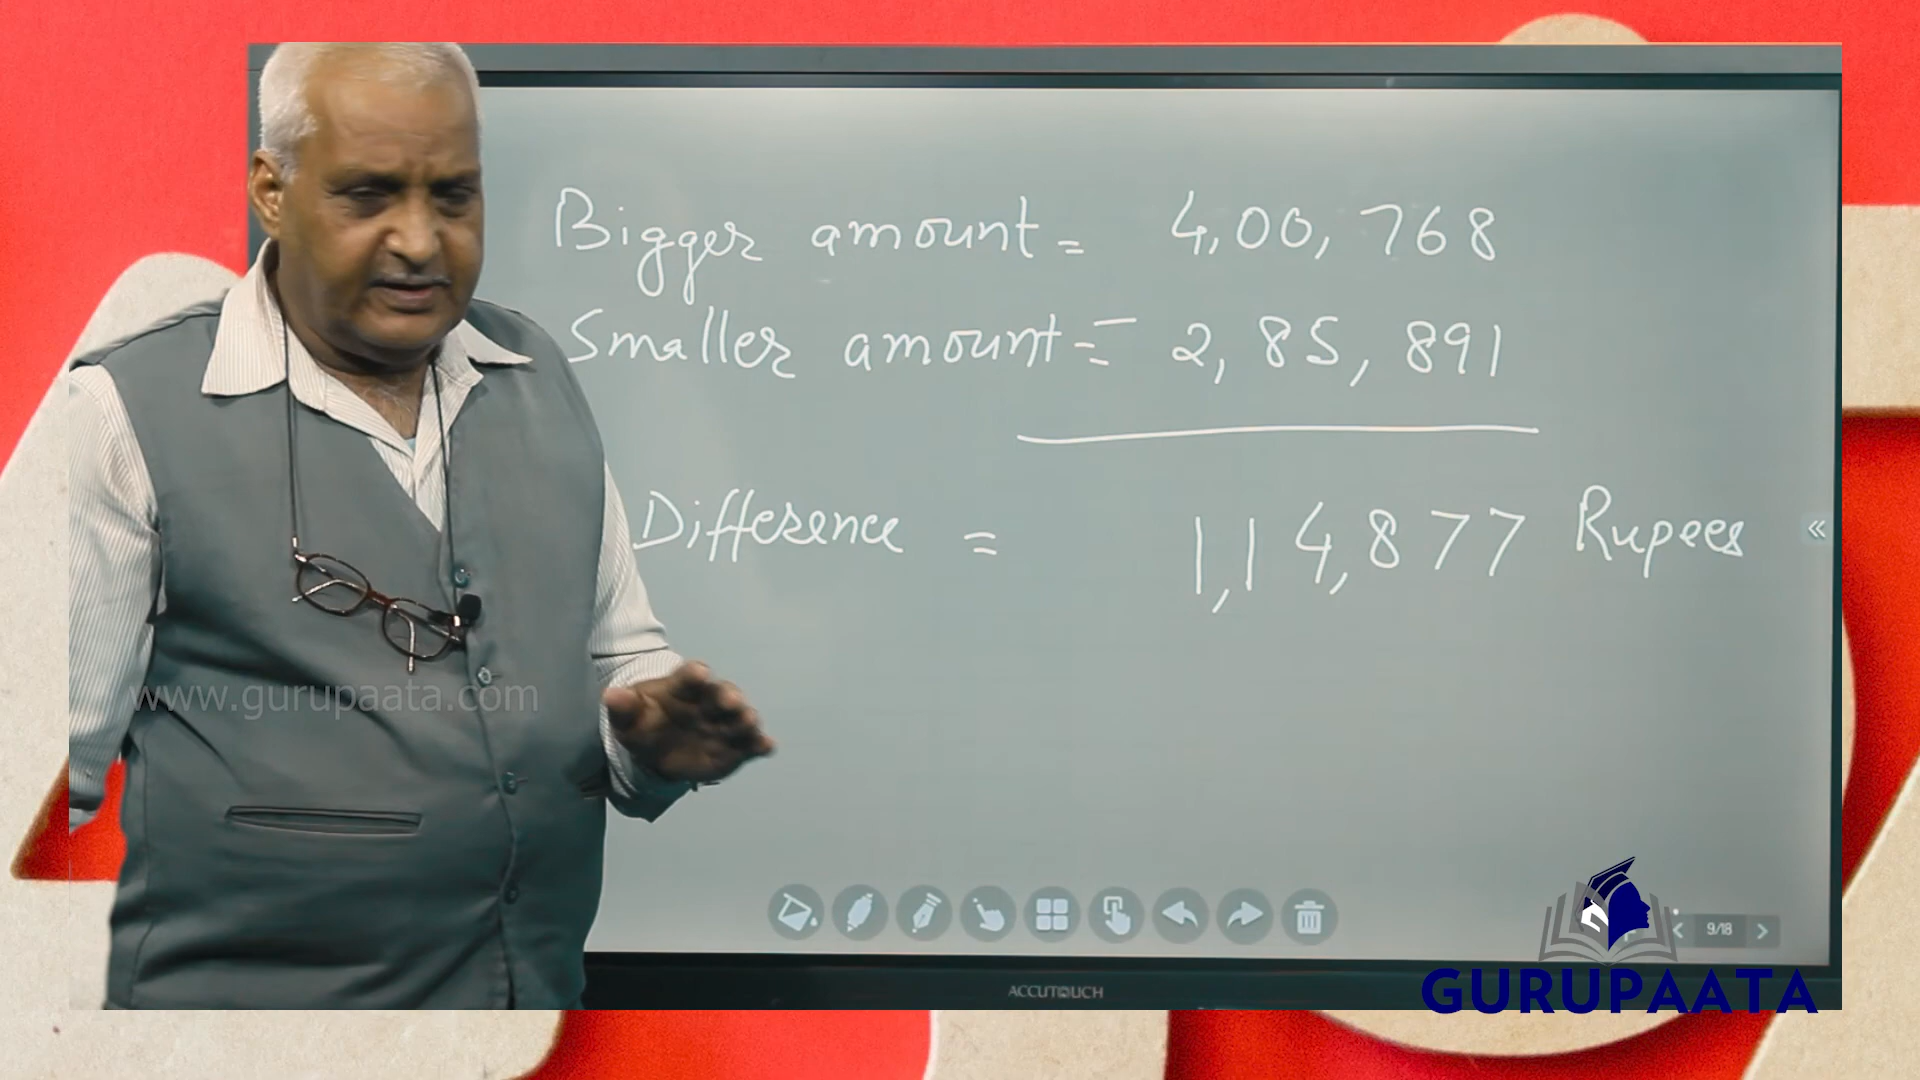 Bigger amount = 4,00,768
Smaller amount = - 2,85,891
Difference = 1,14,877 Rupees
www.gurupaata.com
9/18
ACCUTOUCH
GURUPAATA